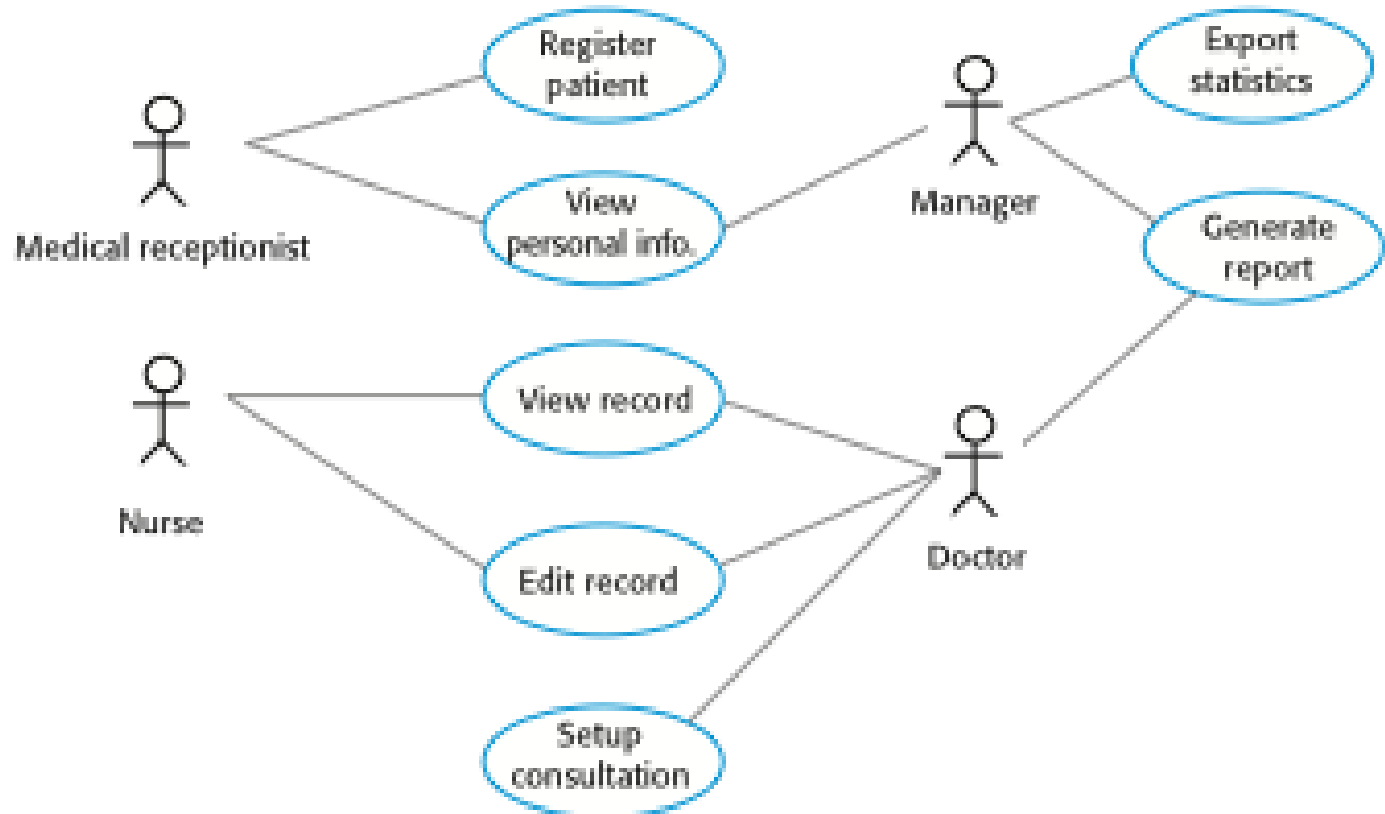 Register
patient
Export
statistics
Medical receptionist
View
personal info.
Manager
Generate
report
Nurse
View record
Edit record
Doctor
Setup
consultation